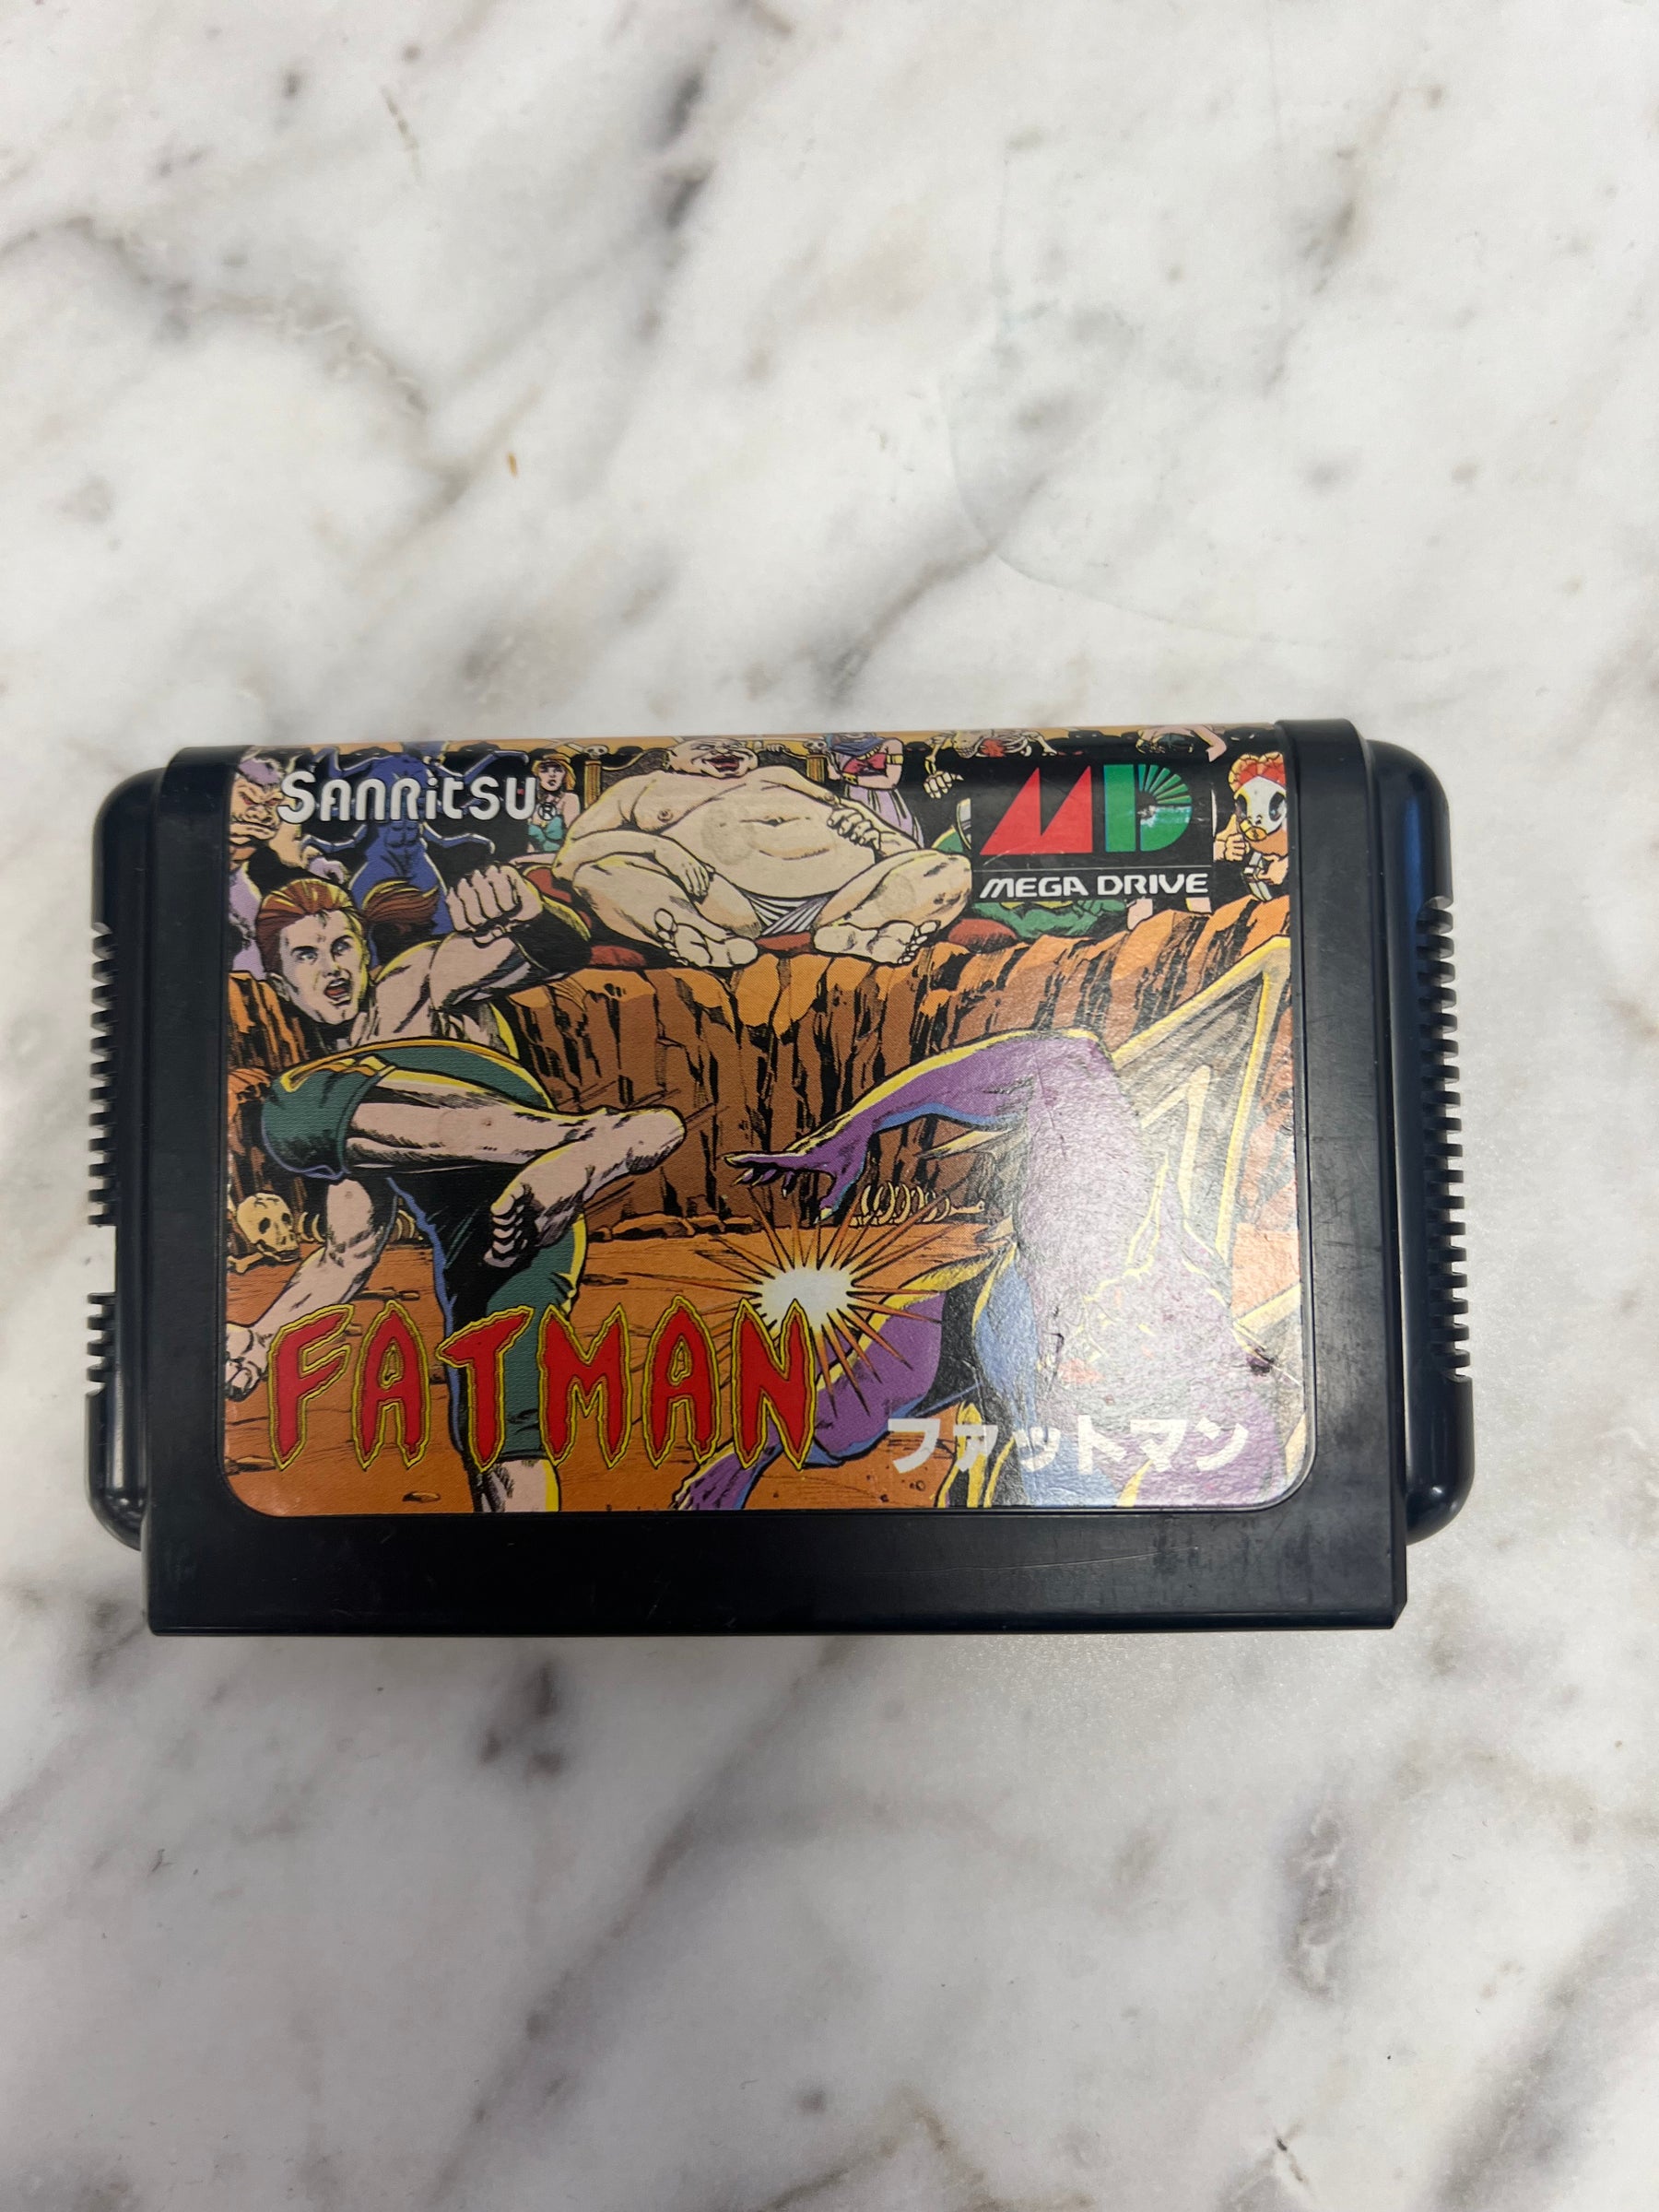 SANRITSU
MD
MEGA DRIVE
FATMAN
ファットマン